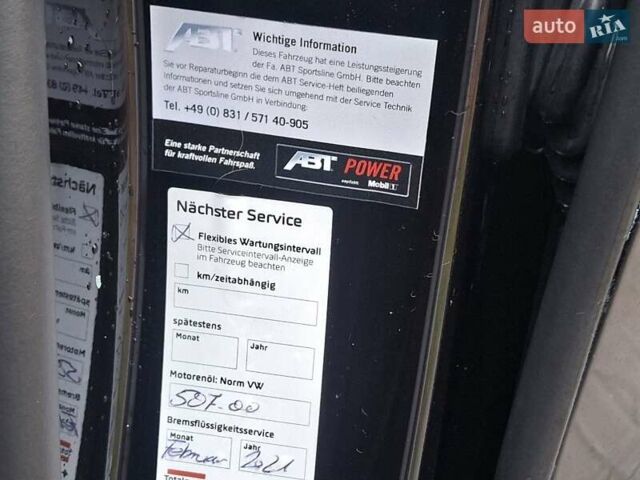 auto RIA.com
ABT
Wichtige Information
Dieses Fahrzeug hat eine Leistungssteigerung
der Fa. ABT Sportsline GmbH. Bitte beachten
Sie vor Reparaturbeginn die dem ABT Service-Heft beiliegenden
Informationen und setzen Sie sich umgehend mit der Service Technik
der ABT Sportsline GmbH in Verbindung:
Tel. +49 (0) 831 / 571 40-905
Eine starke Partnerschaft
für kraftvollen Fahrspaß.
ABT POWER
Mobil 1
Nächster Service
Flexibles Wartungsintervall
Bitte Serviceintervall-Anzeige
im Fahrzeug beachten
km/zeitabhängig
km
spätestens
Monat Jahr
Motorenöl: Norm VW
507-00
Bremsflüssigkeitsservice
Monat Jahr
februar 2021